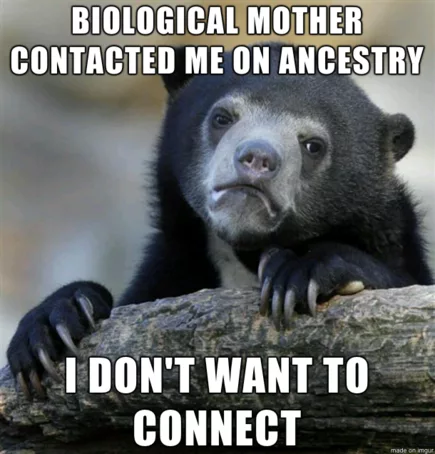 BIOLOGICAL MOTHER
CONTACTED ME ON ANCESTRY
I DON'T WANT TO
CONNECT
made on imgur